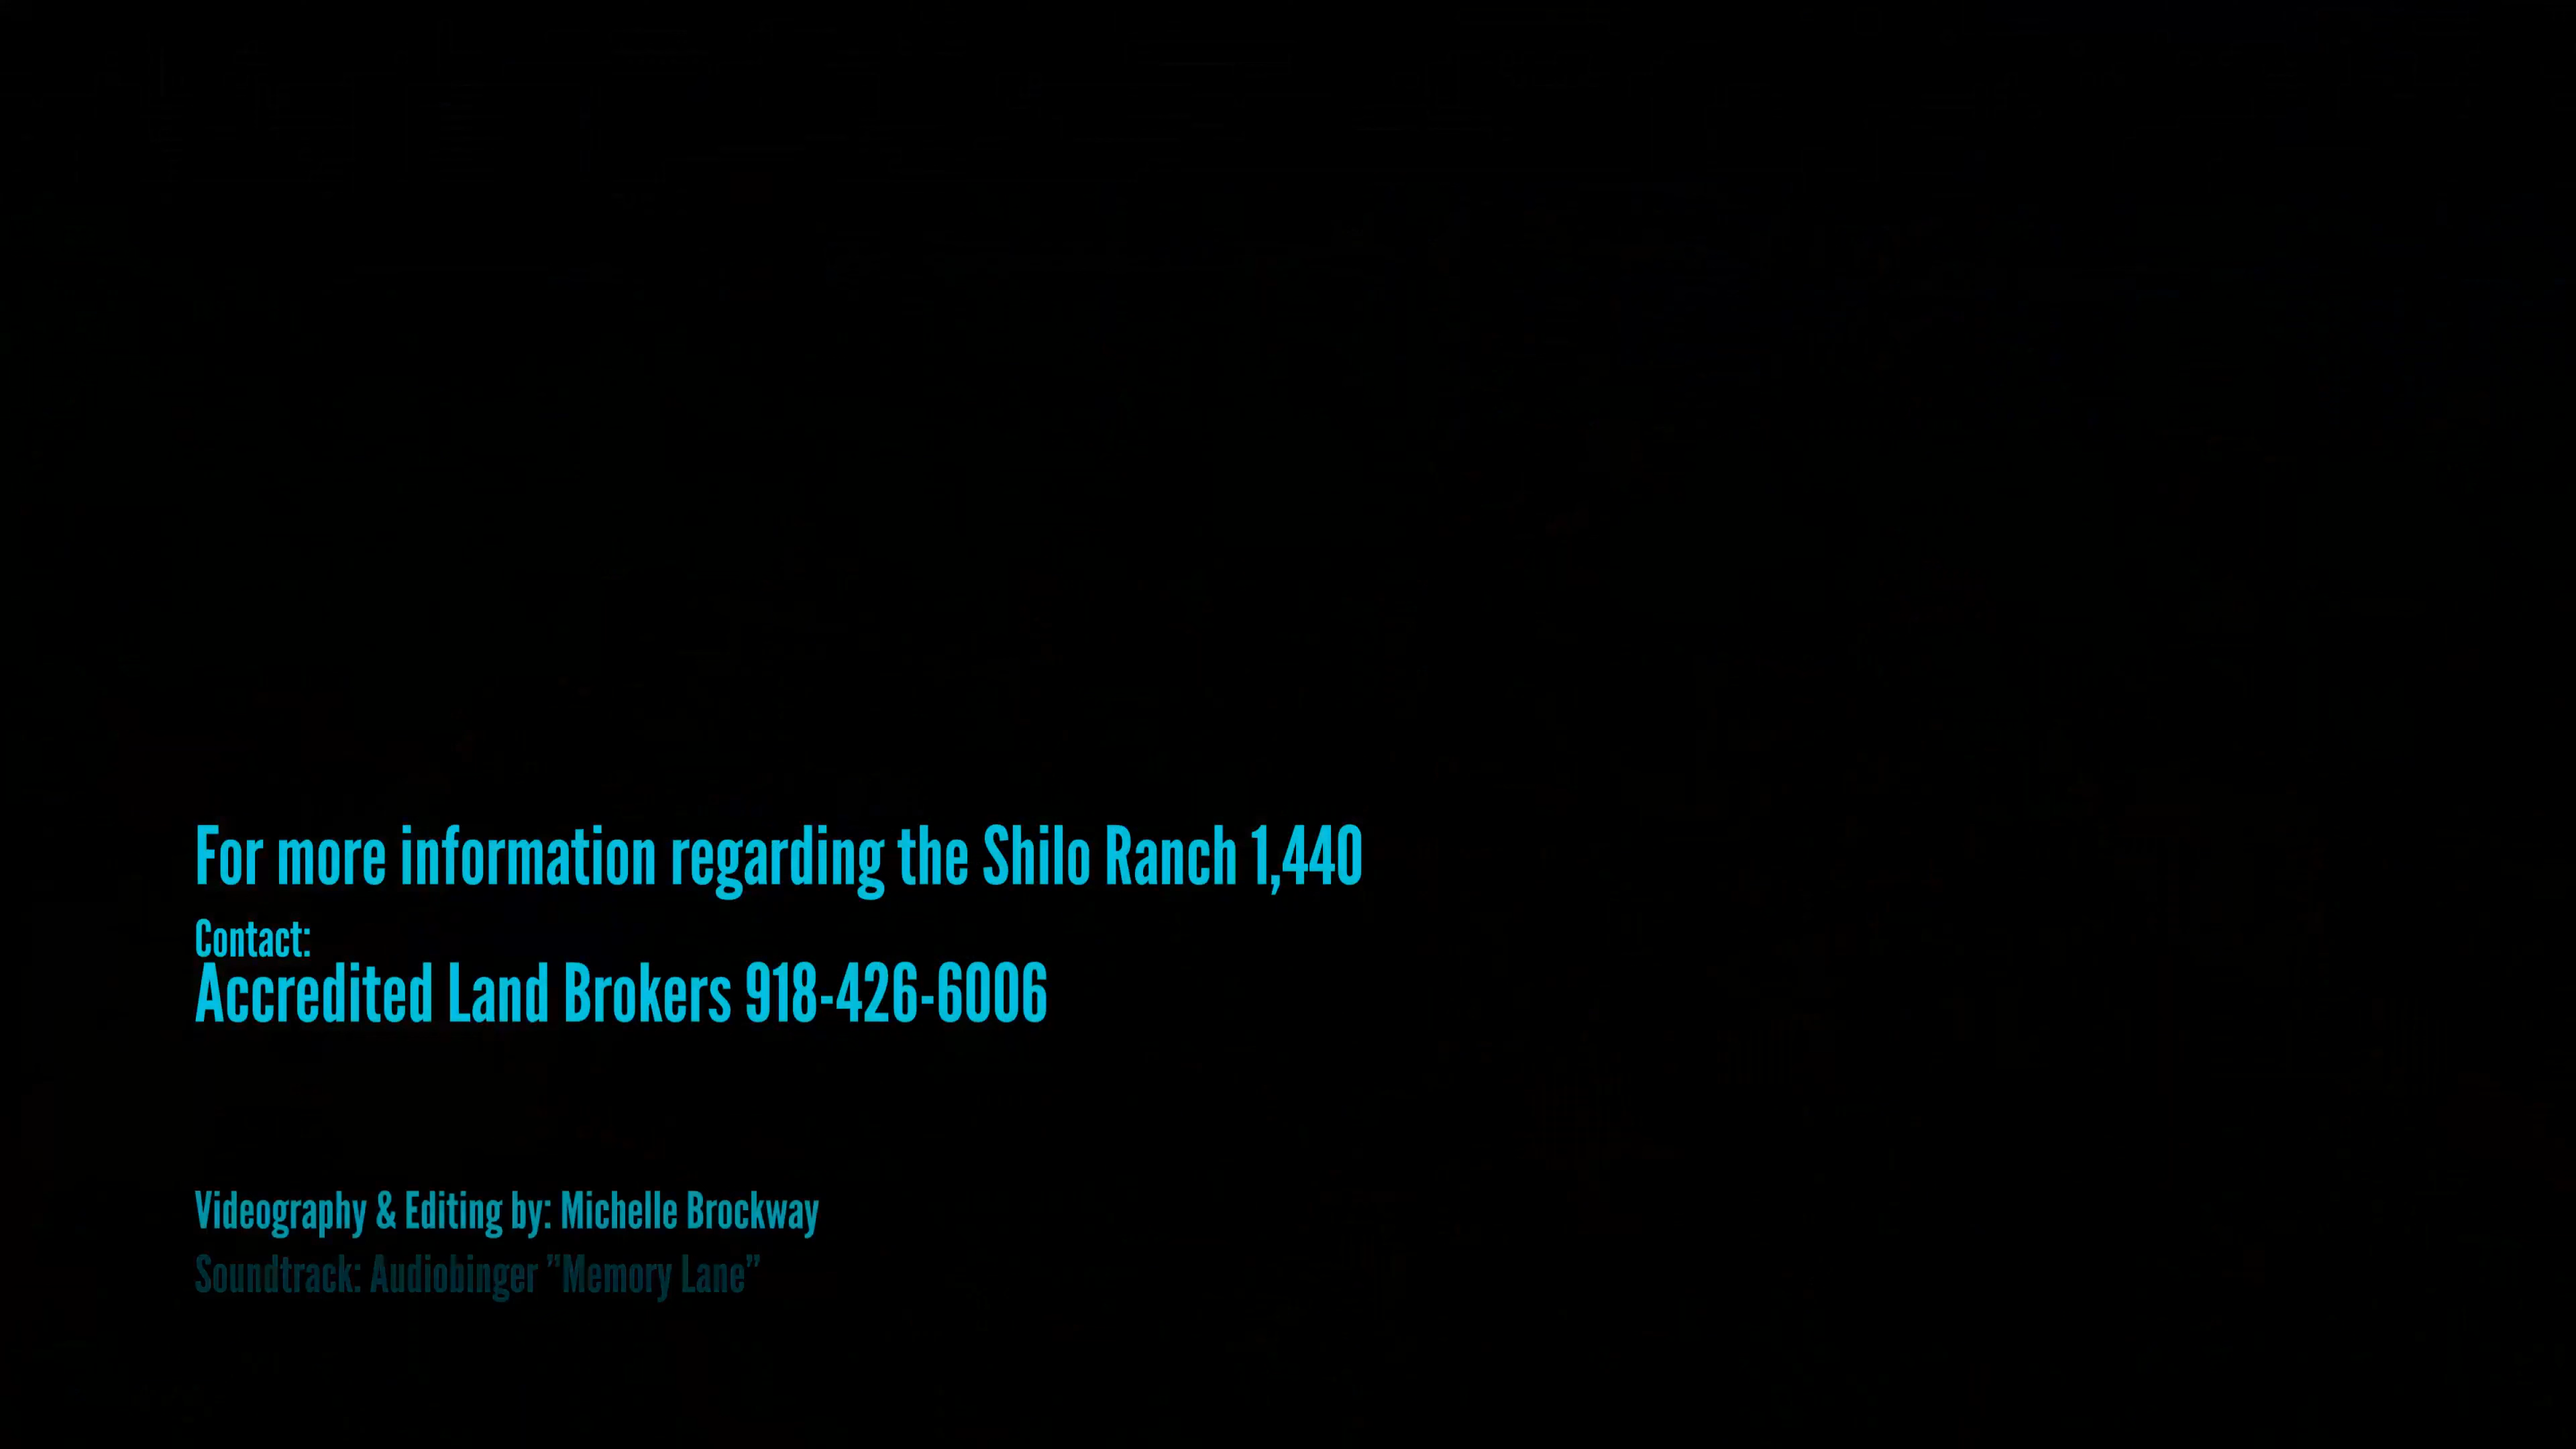 For more information regarding the Shilo Ranch 1,440
Contact:
Accredited Land Brokers 918-426-6006
Videography & Editing by: Michelle Brockway
Soundtrack: Audiobinger "Memory Lane"